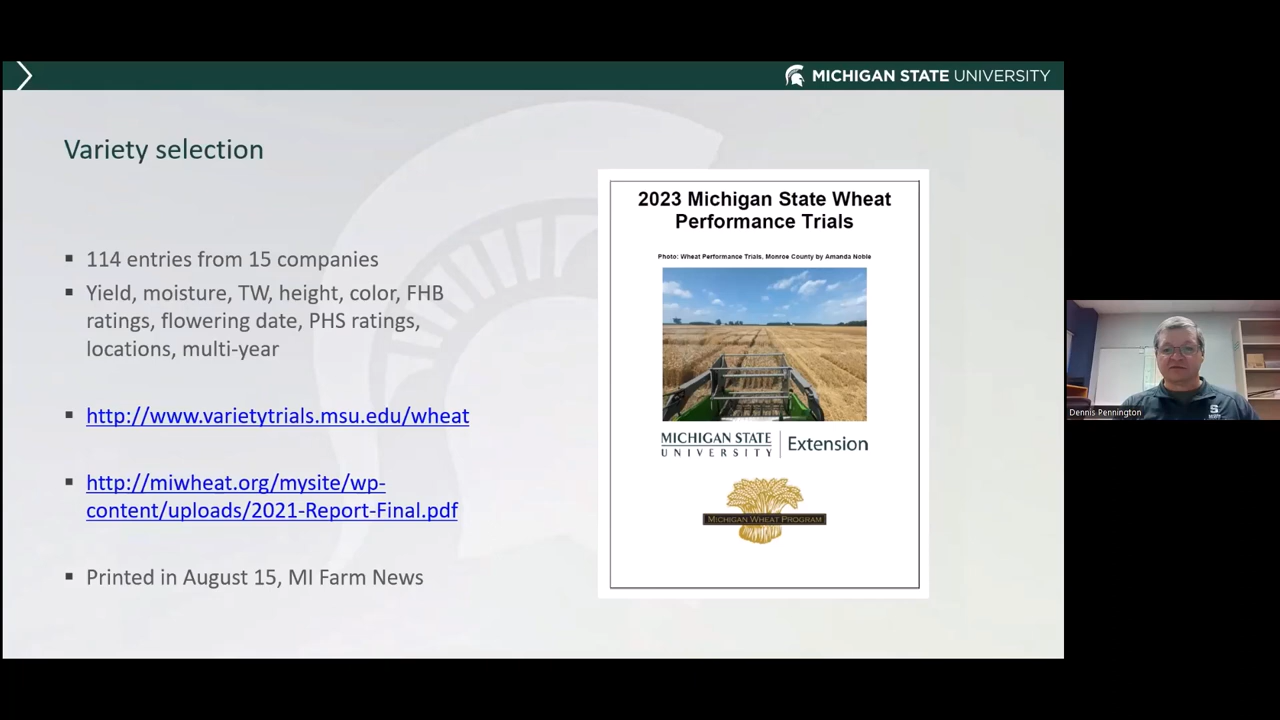 MICHIGAN STATE UNIVERSITY
Variety selection
114 entries from 15 companies
Yield, moisture, TW, height, color, FHB
ratings, flowering date, PHS ratings,
locations, multi-year
http://www.varietytrials.msu.edu/wheat
http://miwheat.org/mysite/wp-
content/uploads/2021-Report-Final.pdf
Printed in August 15, MI Farm News
2023 Michigan State Wheat
Performance Trials
Photo: Wheat Performance Trials, Monroe County by Amanda Noble
MICHIGAN STATE
UNIVERSITY
Extension
MICHIGAN WHEAT PROGRAM
Dennis Pennington